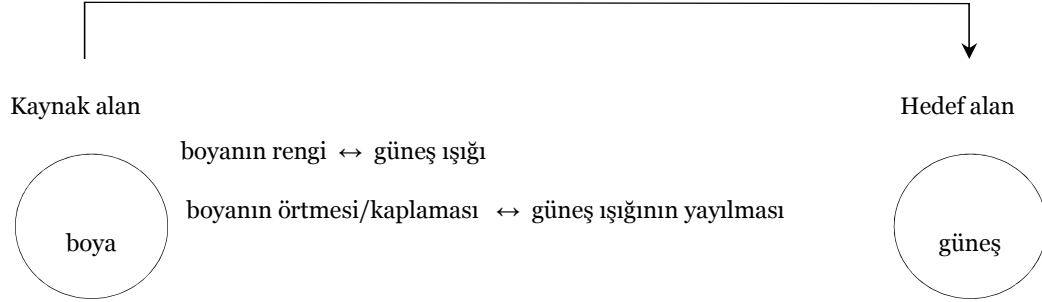 Kaynak alan
Hedef alan
boyanın rengi ↔ güneş ışığı
boyanın örtmesi/kaplaması ↔ güneş ışığının yayılması
boya
güneş